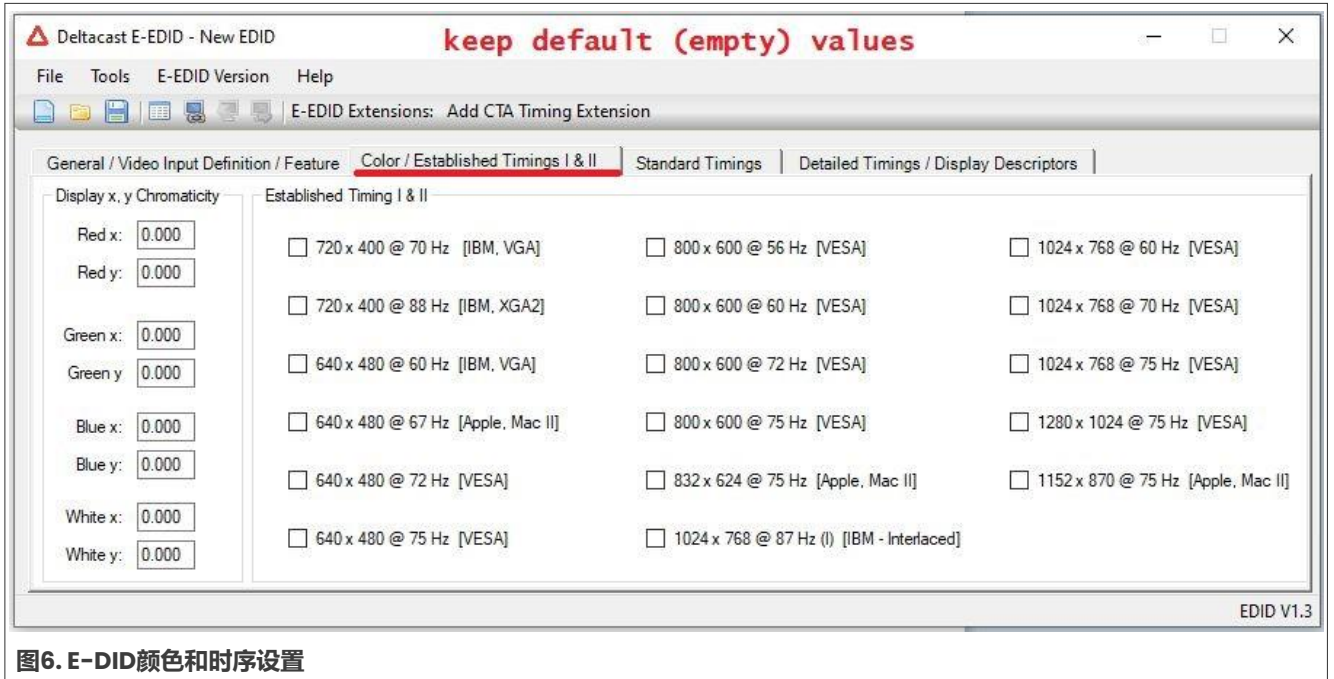 Deltacast E-EDID - New EDID
keep default (empty) values
File Tools E-EDID Version Help
E-EDID Extensions: Add CTA Timing Extension
General / Video Input Definition / Feature Color / Established Timings I & II Standard Timings Detailed Timings / Display Descriptors
Display x, y Chromaticity
Red x: 0.000
Red y: 0.000
Green x: 0.000
Green y 0.000
Blue x: 0.000
Blue y: 0.000
White x: 0.000
White y: 0.000
Established Timing I & II
720 x 400 @ 70 Hz [IBM, VGA]
720 x 400 @ 88 Hz [IBM, XGA2]
640 x 480 @ 60 Hz [IBM, VGA]
640 x 480 @ 67 Hz [Apple, Mac II]
640 x 480 @ 72 Hz [VESA]
640 x 480 @ 75 Hz [VESA]
800 x 600 @ 56 Hz [VESA]
800 x 600 @ 60 Hz [VESA]
800 x 600 @ 72 Hz [VESA]
800 x 600 @ 75 Hz [VESA]
832 x 624 @ 75 Hz [Apple, Mac II]
1024 x 768 @ 87 Hz (I) [IBM - Interlaced]
1024 x 768 @ 60 Hz [VESA]
1024 x 768 @ 70 Hz [VESA]
1024 x 768 @ 75 Hz [VESA]
1280 x 1024 @ 75 Hz [VESA]
1152 x 870 @ 75 Hz [Apple, Mac II]
EDID V1.3
图6. E-DID颜色和时序设置